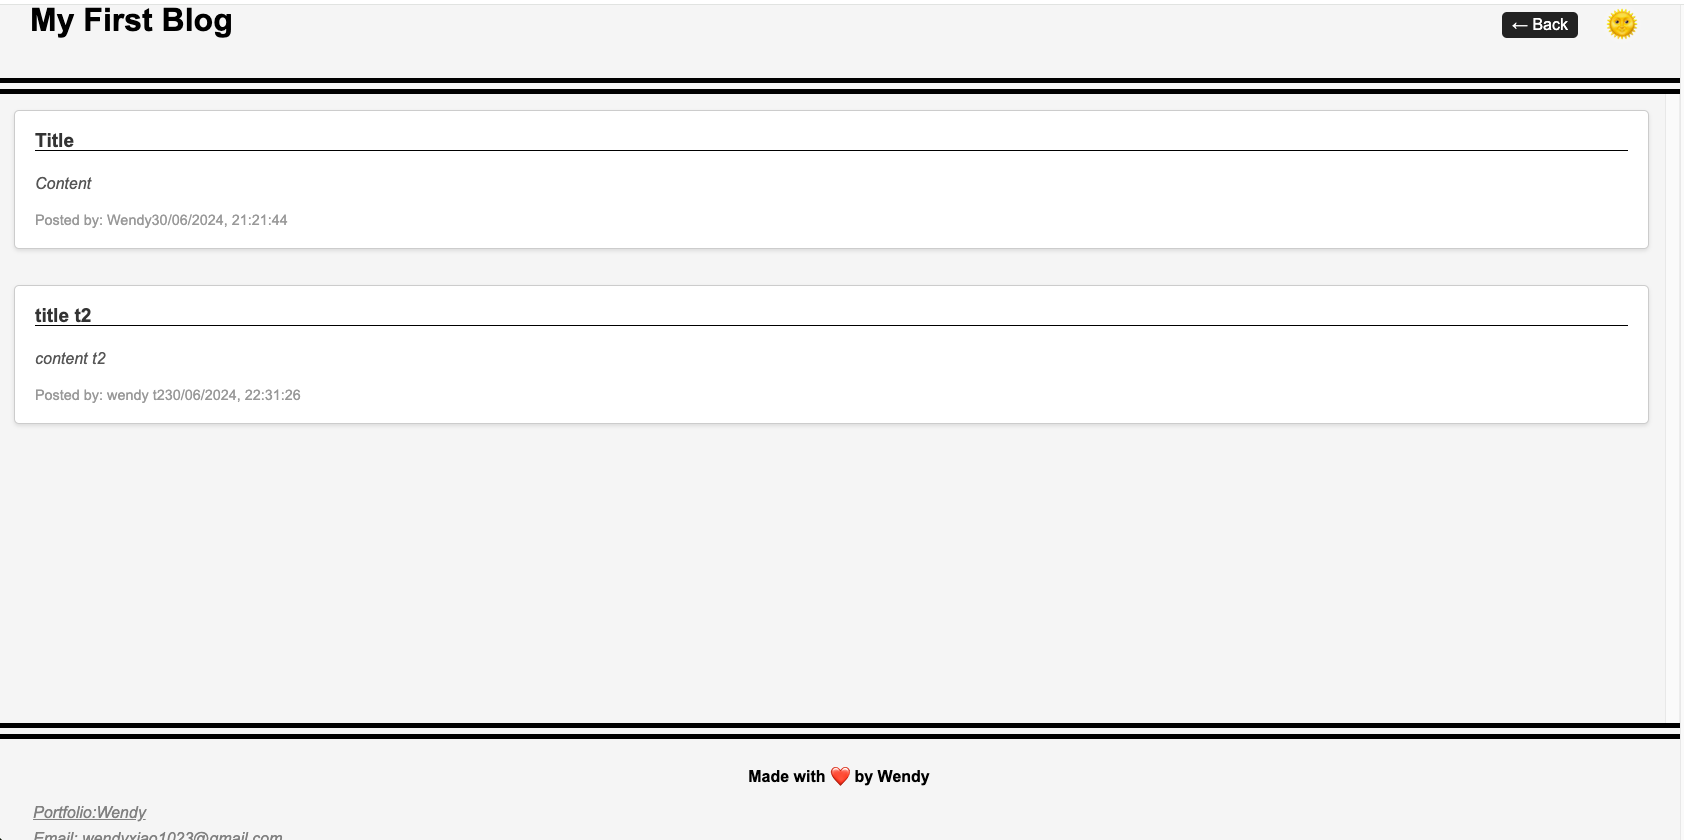 My First Blog
← Back
Title
Content
Posted by: Wendy30/06/2024, 21:21:44
title t2
content t2
Posted by: wendy t230/06/2024, 22:31:26
Made with ❤️ by Wendy
Portfolio:Wendy
Email: wendyxiao1023@gmail.com